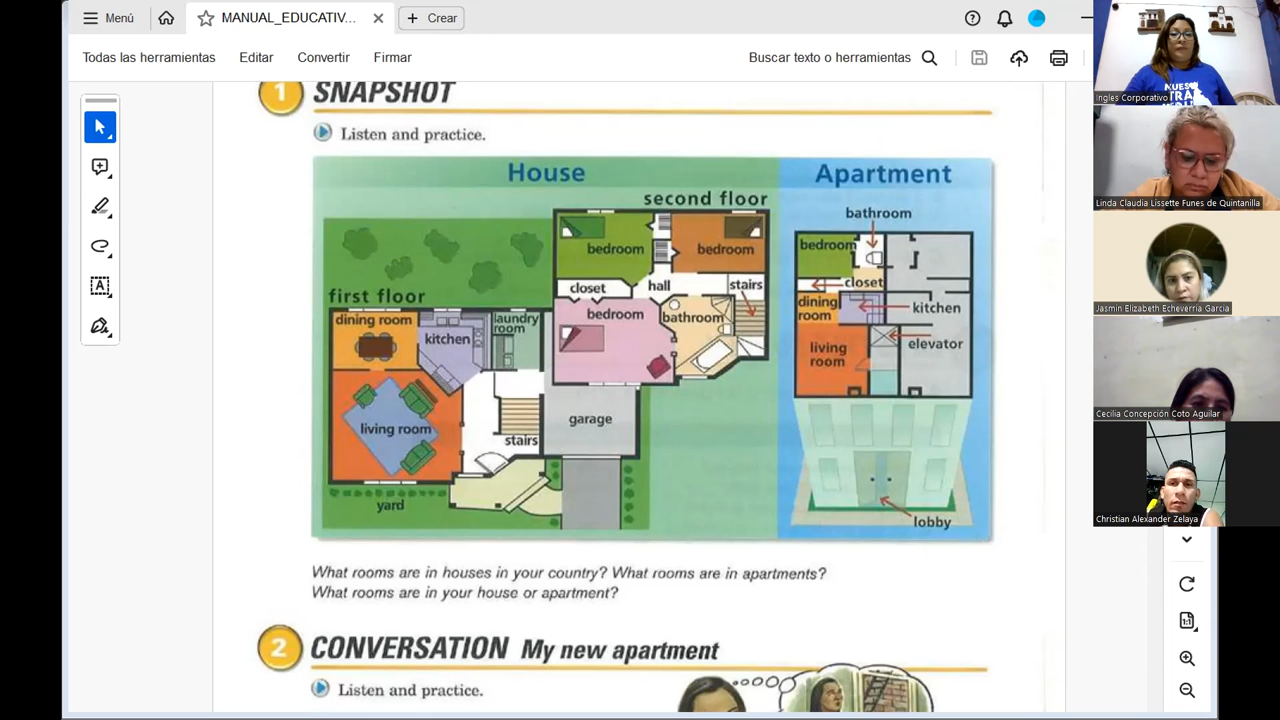 Menú
MANUAL_EDUCATIV...
Crear
Todas las herramientas
Editar
Convertir
Firmar
Buscar texto o herramientas
1 SNAPSHOT
Listen and practice.
House
Apartment
second floor
bedroom
bedroom
closet
hall
stairs
bedroom
bathroom
first floor
dining room
kitchen
laundry
room
living room
stairs
garage
yard
bathroom
bedroom
closet
dining
room
kitchen
elevator
living
room
lobby
What rooms are in houses in your country? What rooms are in apartments?
What rooms are in your house or apartment?
2 CONVERSATION My new apartment
Listen and practice.
Ingles Corporativo
Linda Claudia Lissette Funes de Quintanilla
Jasmin Elizabeth Echeverria Garcia
Cecilia Concepción Coto Aguilar
Christian Alexander Zelaya
NUES
TRA
1:1